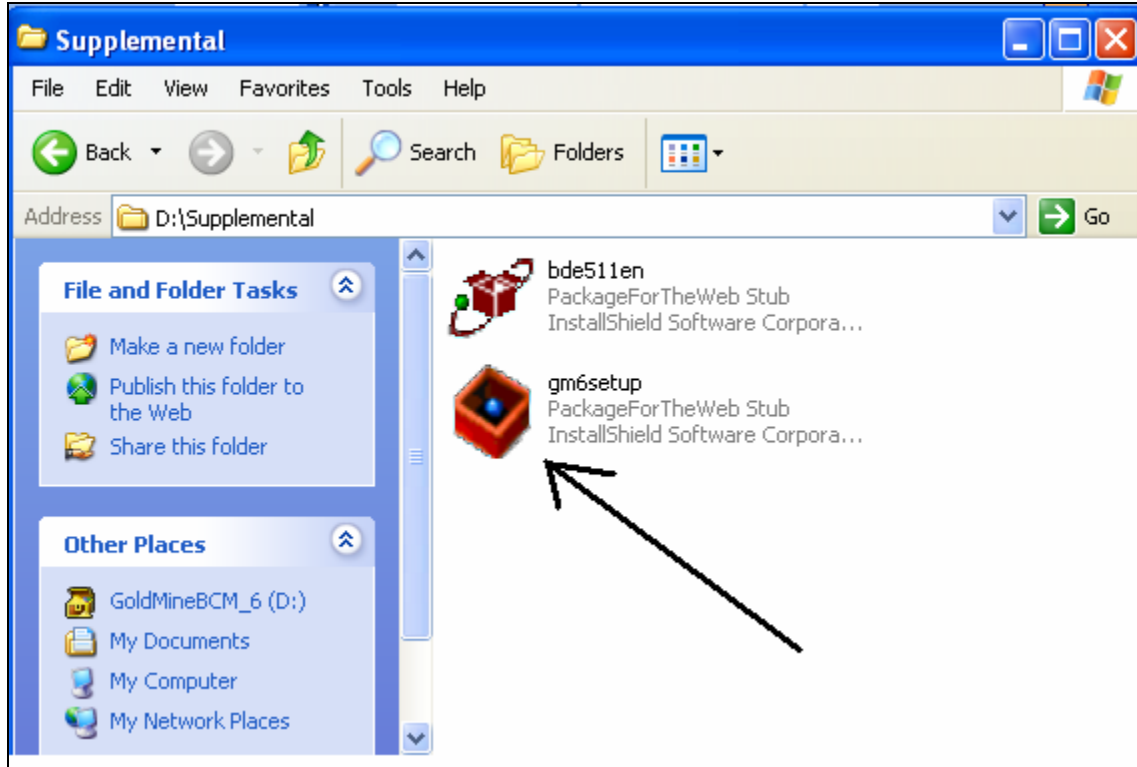 Supplemental
File Edit View Favorites Tools Help
Back Search Folders
Address D:\Supplemental Go
File and Folder Tasks
Make a new folder
Publish this folder to
the Web
Share this folder
Other Places
GoldMineBCM_6 (D:)
My Documents
My Computer
My Network Places
bde511en
PackageForTheWeb Stub
InstallShield Software Corpora...
gm6setup
PackageForTheWeb Stub
InstallShield Software Corpora...